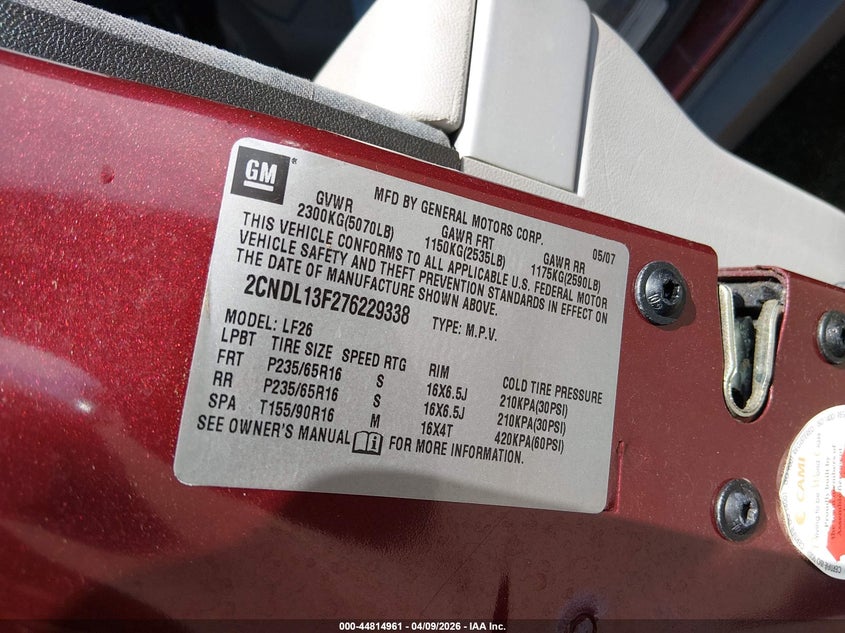 GM
MFD BY GENERAL MOTORS CORP. 05/07
GVWR GAWR FRT GAWR RR
2300KG(5070LB) 1150KG(2535LB) 1175KG(2590LB)
THIS VEHICLE CONFORMS TO ALL APPLICABLE U.S. FEDERAL MOTOR
VEHICLE SAFETY AND THEFT PREVENTION STANDARDS IN EFFECT ON
THE DATE OF MANUFACTURE SHOWN ABOVE.
2CNDL13F276229338 TYPE: M.P.V.
MODEL: LF26
LPBT TIRE SIZE SPEED RTG RIM COLD TIRE PRESSURE
FRT P235/65R16 S 16X6.5J 210KPA(30PSI)
RR P235/65R16 S 16X6.5J 210KPA(30PSI)
SPA T155/90R16 M 16X4T 420KPA(60PSI)
SEE OWNER'S MANUAL FOR MORE INFORMATION.
CAMI
000-44814961 - 04/09/2026 - IAA Inc.